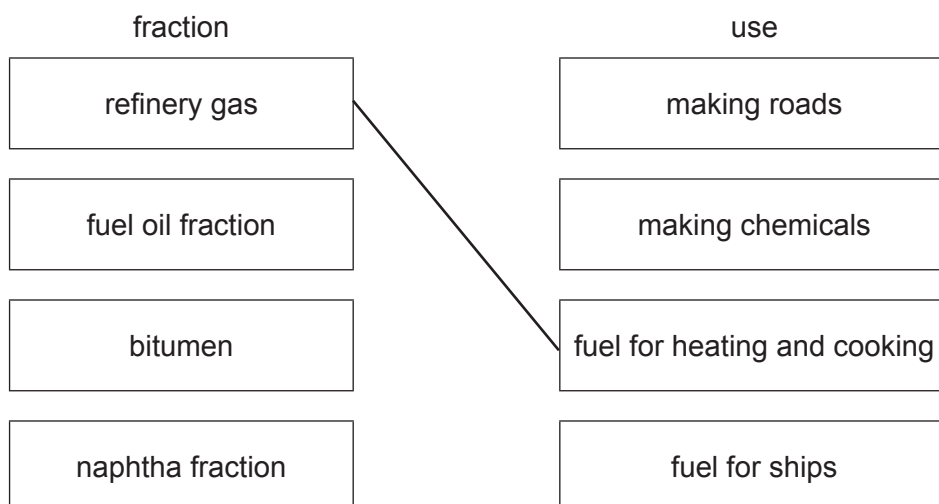 fraction use
refinery gas making roads
fuel oil fraction making chemicals
bitumen fuel for heating and cooking
naphtha fraction fuel for ships